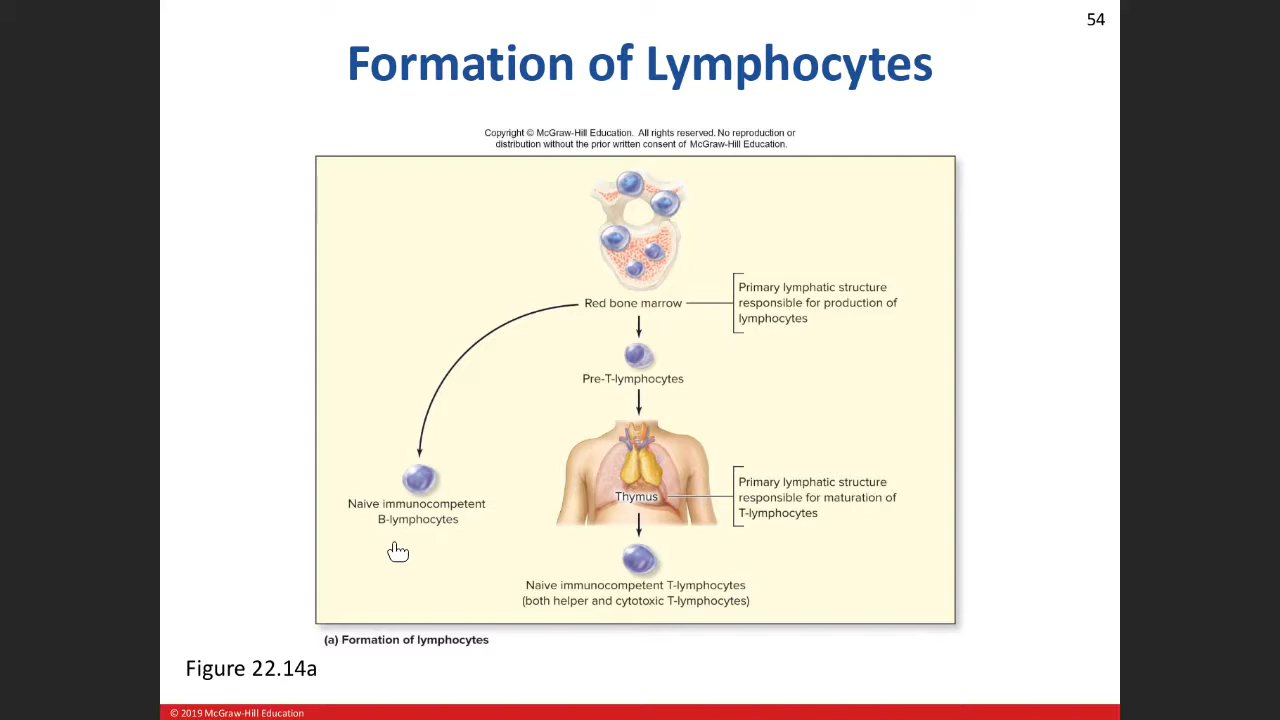 54
Formation of Lymphocytes
Copyright © McGraw-Hill Education. All rights reserved. No reproduction or
distribution without the prior written consent of McGraw-Hill Education.
Red bone marrow
Primary lymphatic structure
responsible for production of
lymphocytes
Pre-T-lymphocytes
Naive immunocompetent
B-lymphocytes
Thymus
Primary lymphatic structure
responsible for maturation of
T-lymphocytes
Naive immunocompetent T-lymphocytes
(both helper and cytotoxic T-lymphocytes)
(a) Formation of lymphocytes
Figure 22.14a
© 2019 McGraw-Hill Education